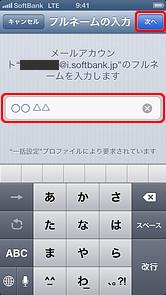 SoftBank LTE 9:41
キャンセル フルネームの入力 次へ
メールアカウン
ト“@i.softbank.jp”のフルネ
ームを入力します
○○ △△
“一括設定”プロファイルにより要求されています
→ あ か さ
た な は 空白
ABC ま や ら 改行
^^ わ 、。?!